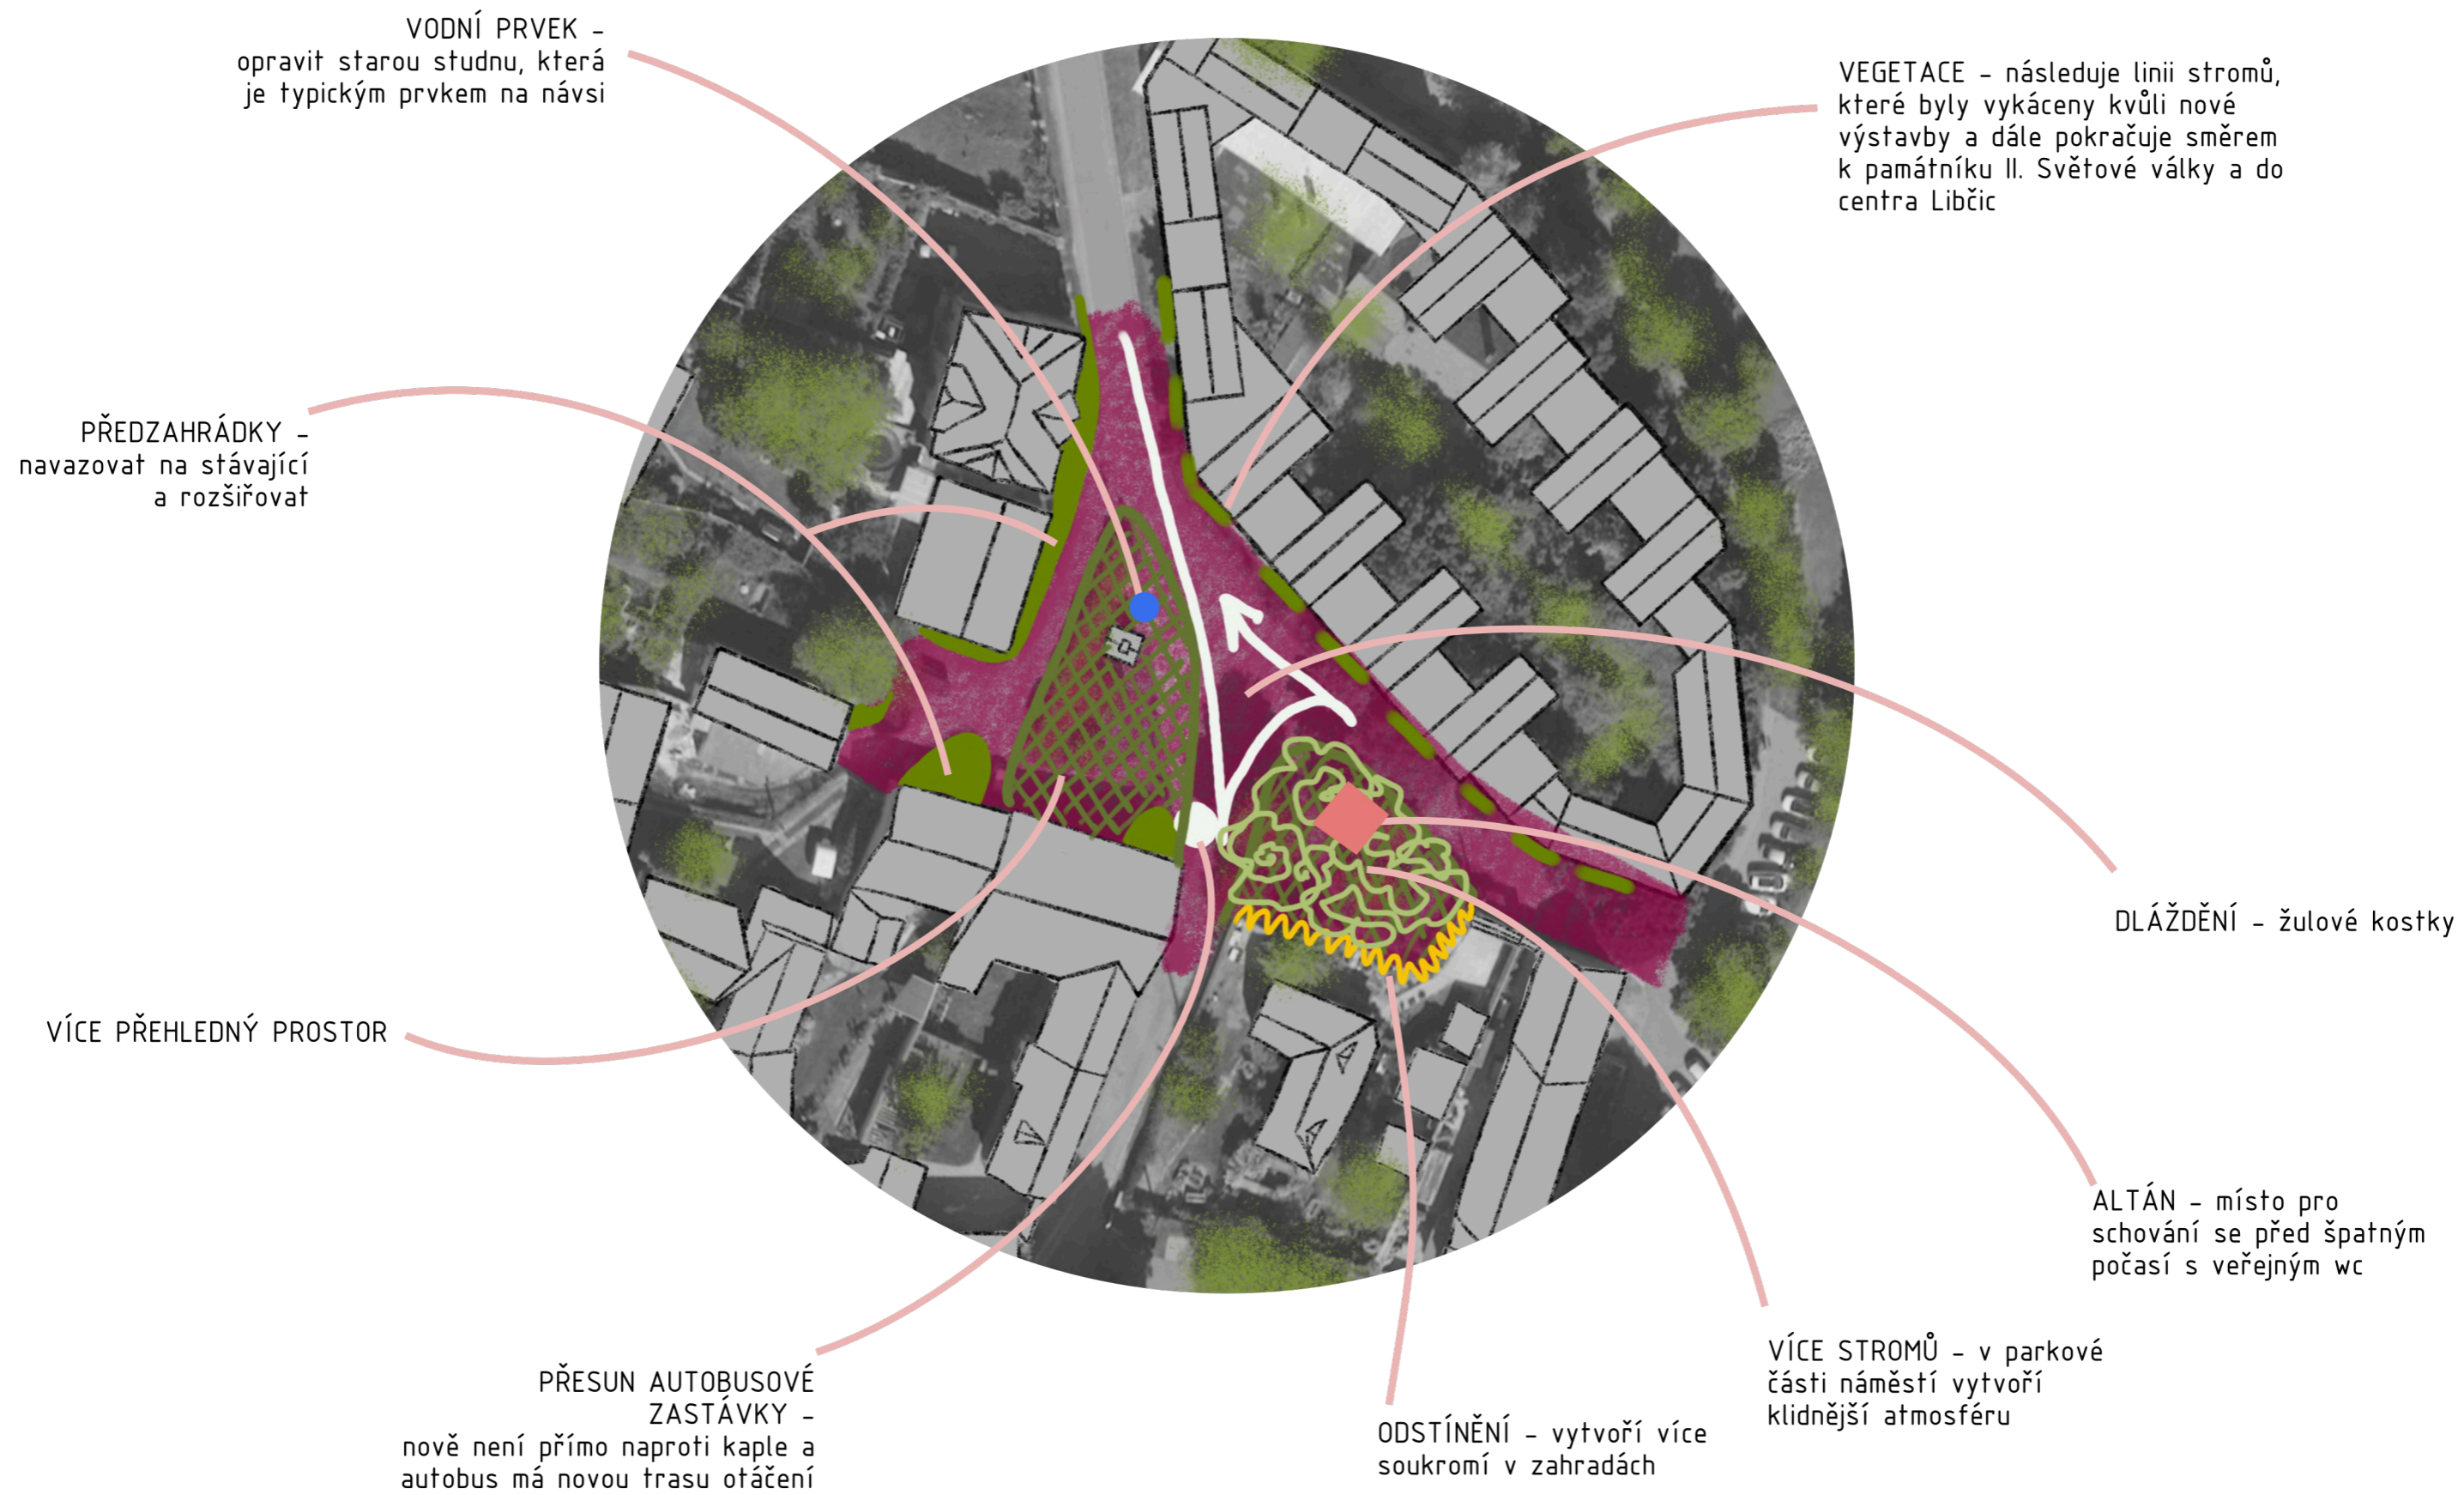 VODNÍ PRVEK –
opravit starou studnu, která
je typickým prvkem na návsi
VEGETACE – následuje linii stromů,
které byly vykáceny kvůli nové
výstavby a dále pokračuje směrem
k památníku II. Světové války a do
centra Libčic
PŘEDZAHRÁDKY –
navazovat na stávající
a rozšiřovat
DLÁŽDĚNÍ – žulové kostky
VÍCE PŘEHLEDNÝ PROSTOR
ALTÁN – místo pro
schování se před špatným
počasí s veřejným wc
PŘESUN AUTOBUSOVÉ
ZASTÁVKY –
nově není přímo naproti kaple a
autobus má novou trasu otáčení
ODSTÍNĚNÍ – vytvoří více
soukromí v zahradách
VÍCE STROMŮ – v parkové
části náměstí vytvoří
klidnější atmosféru